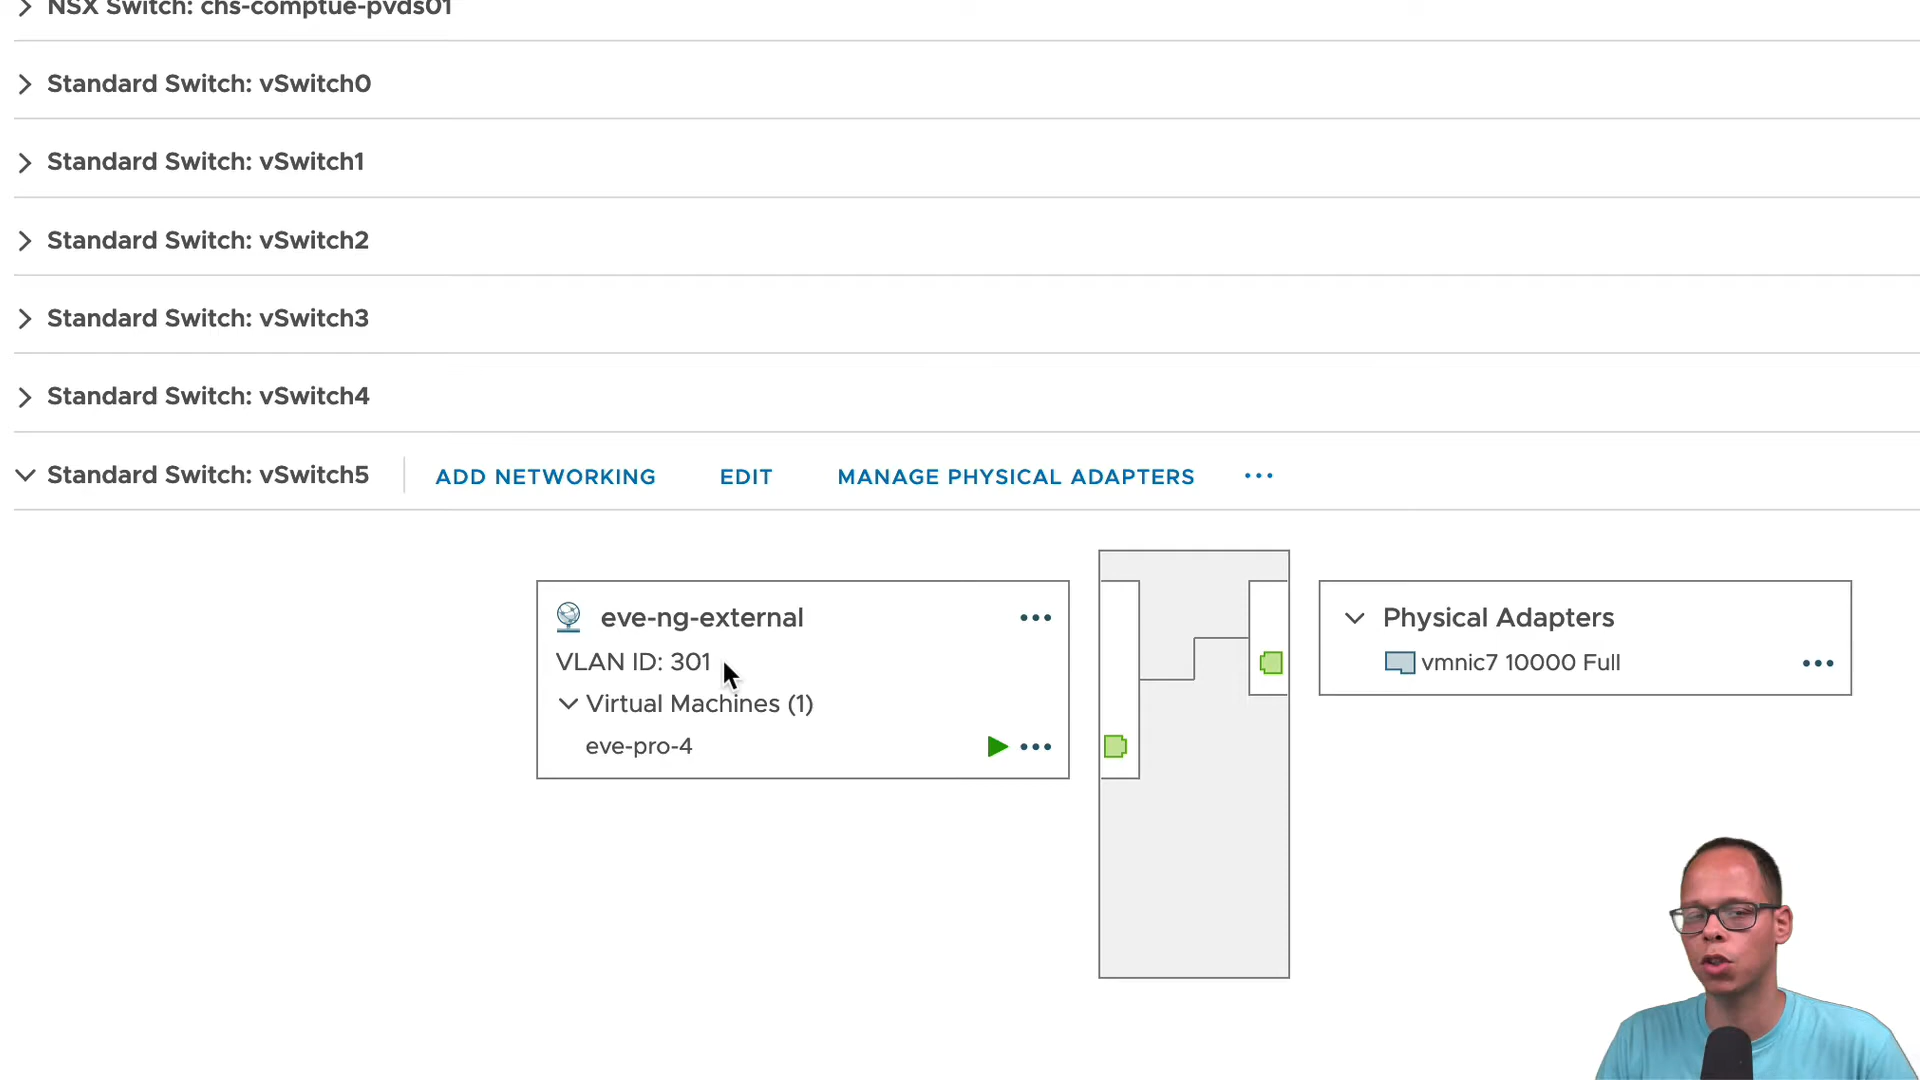 NSX Switch: chs-comptue-pvds01
Standard Switch: vSwitch0
Standard Switch: vSwitch1
Standard Switch: vSwitch2
Standard Switch: vSwitch3
Standard Switch: vSwitch4
Standard Switch: vSwitch5 ADD NETWORKING EDIT MANAGE PHYSICAL ADAPTERS
eve-ng-external
VLAN ID: 301
Virtual Machines (1)
eve-pro-4
Physical Adapters
vmnic7 10000 Full